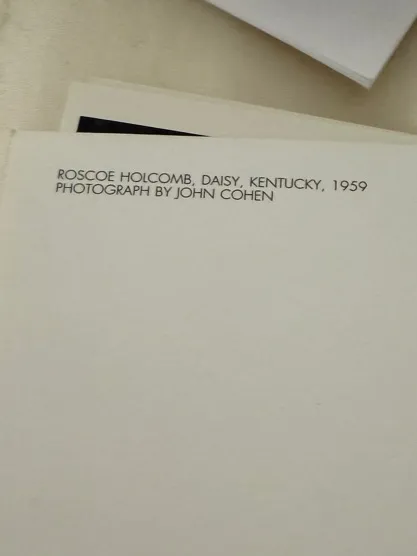 ROSCOE HOLCOMB, DAISY, KENTUCKY, 1959
PHOTOGRAPH BY JOHN COHEN